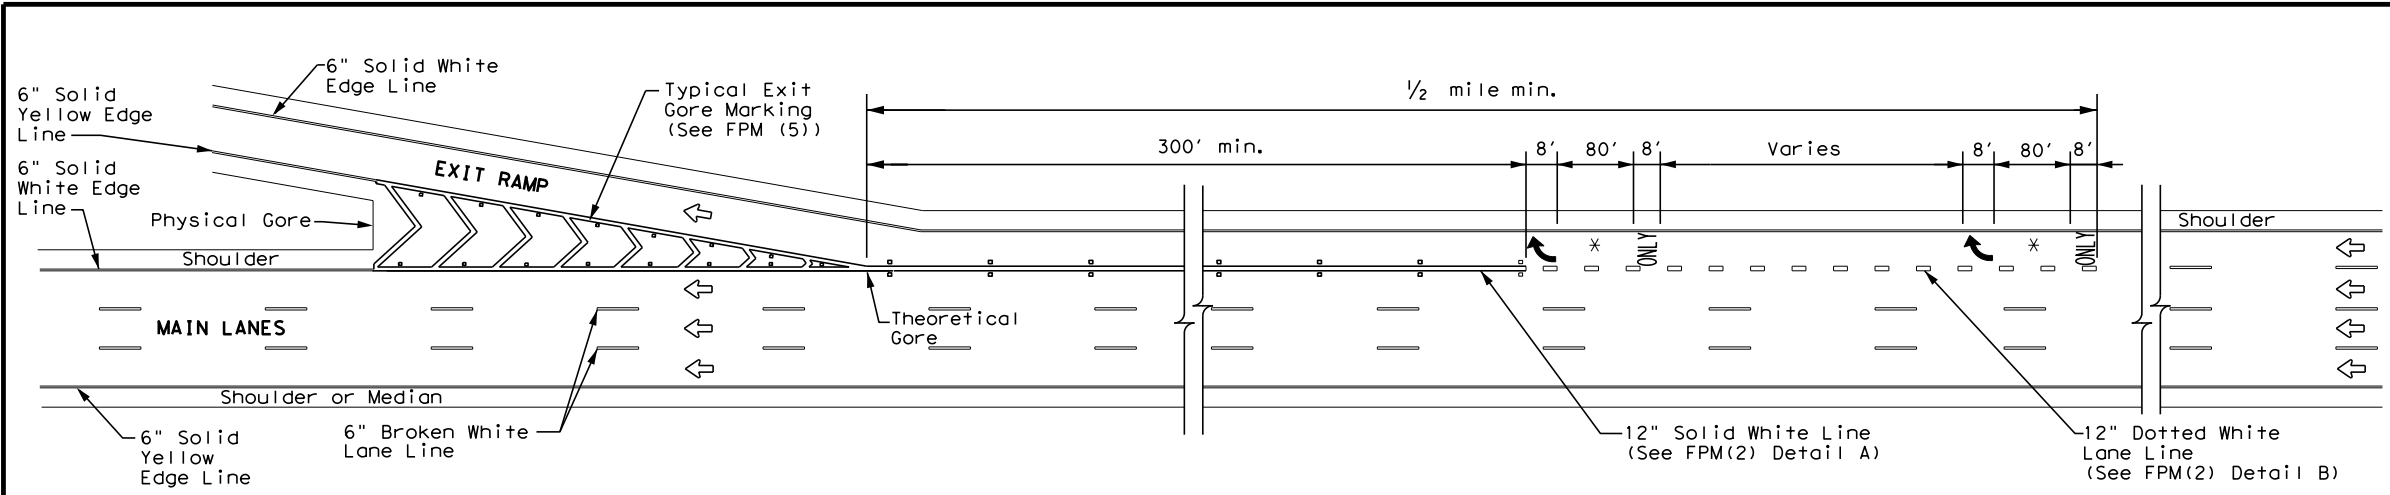 6" Solid White
Edge Line
6" Solid
Yellow Edge
Line
6" Solid
White Edge
Line
Typical Exit
Gore Marking
(See FPM (5))
½ mile min.
300' min.
8'
80'
8'
Varies
8'
80'
8'
EXIT RAMP
Physical Gore
Shoulder
Shoulder
*
ONLY
*
ONLY
MAIN LANES
Theoretical
Gore
Shoulder or Median
6" Solid
Yellow
Edge Line
6" Broken White
Lane Line
12" Solid White Line
(See FPM(2) Detail A)
12" Dotted White
Lane Line
(See FPM(2) Detail B)